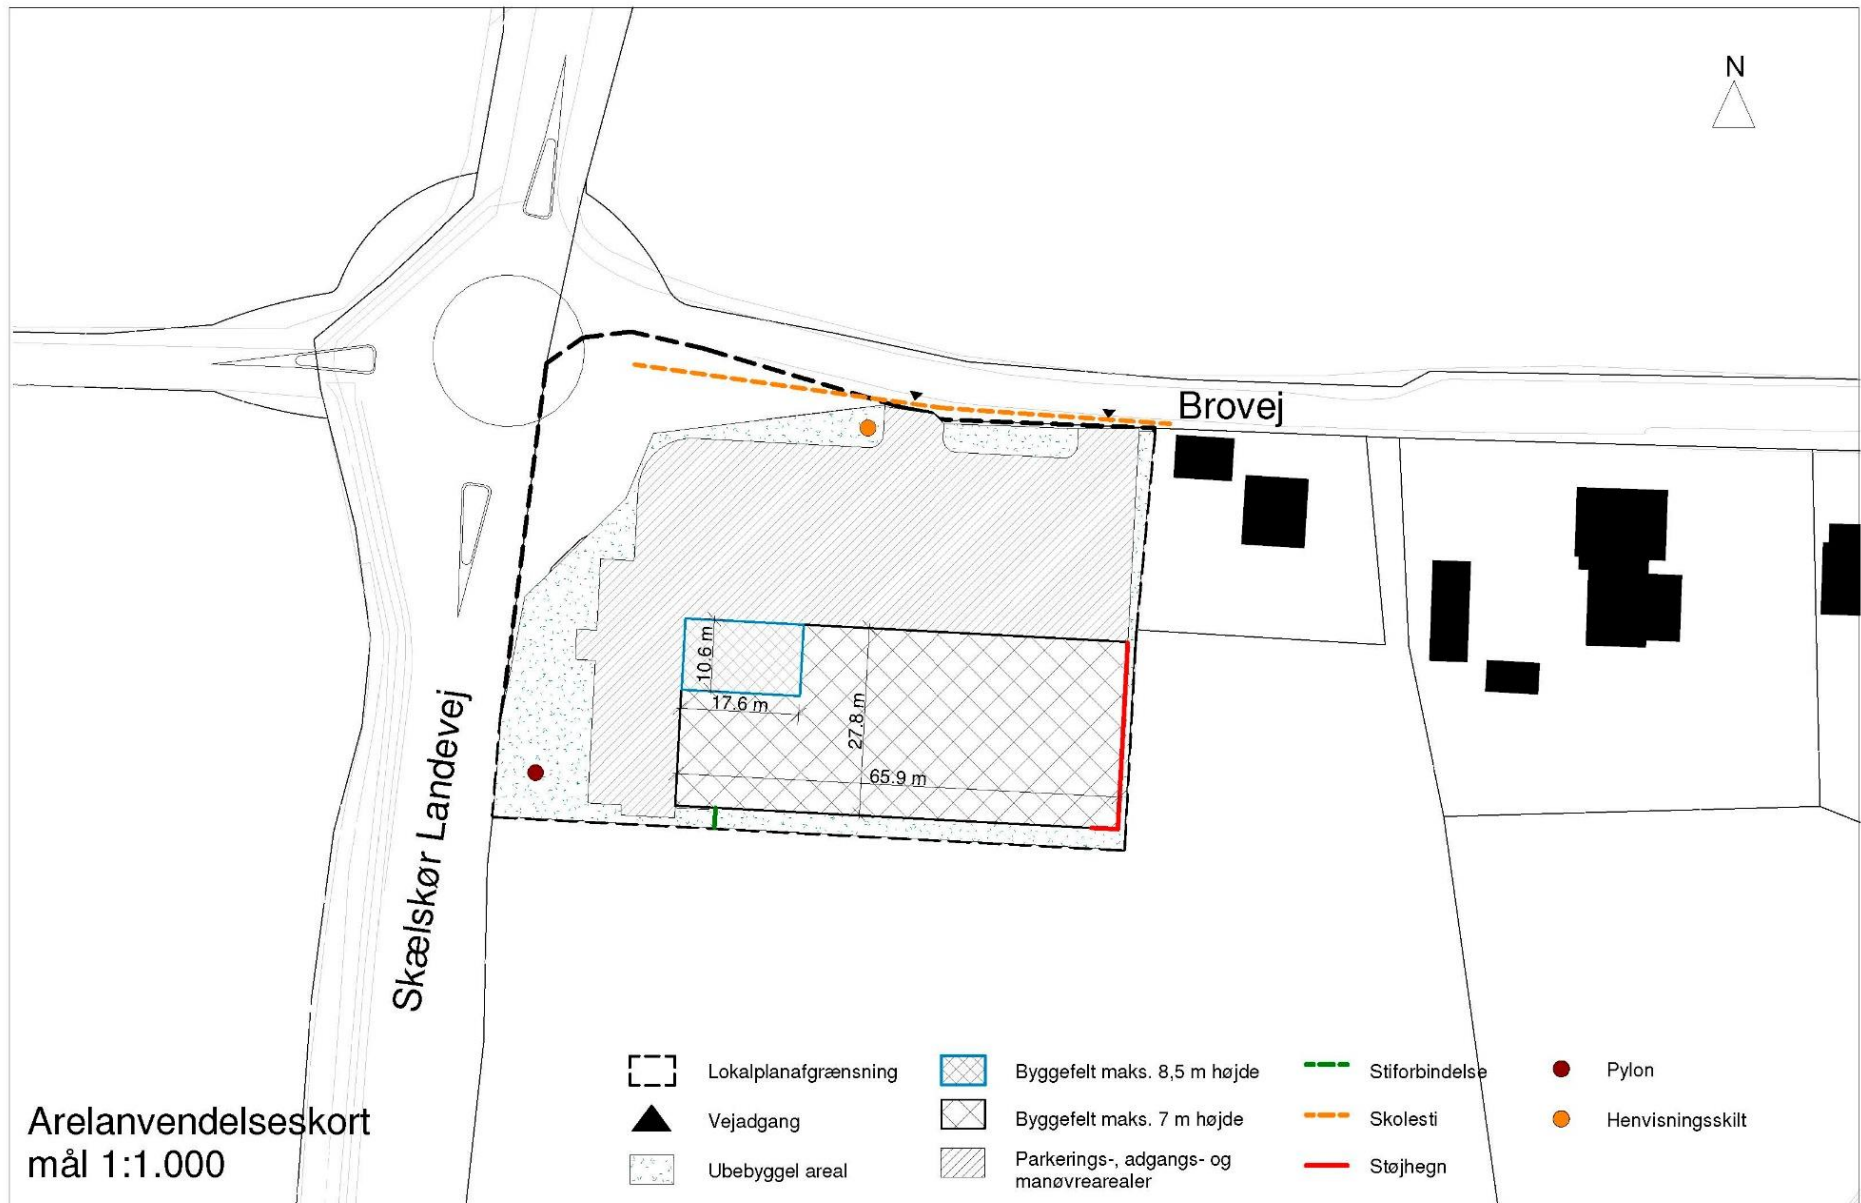 N
Brovej
10.6 m
17.6 m
27.8 m
65.9 m
Skælskør Landevej
Arelanvendelseskort
mål 1:1.000
Lokalplanafgrænsning
Vejadgang
Ubebyggel areal
Byggefelt maks. 8,5 m højde
Byggefelt maks. 7 m højde
Parkerings-, adgangs- og
manøvrearealer
Stiforbindelse
Skolesti
Støjhegn
Pylon
Henvisningsskilt